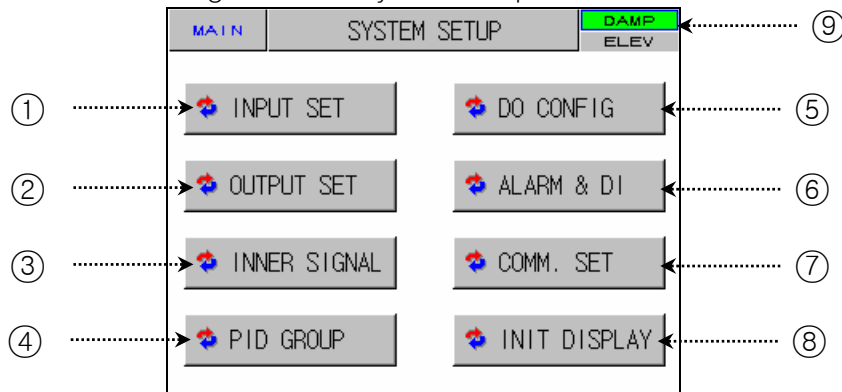 MAIN
SYSTEM SETUP
DAMP
ELEV
⑨
① INPUT SET
DO CONFIG ⑤
② OUTPUT SET
ALARM & DI ⑥
③ INNER SIGNAL
COMM. SET ⑦
④ PID GROUP
INIT DISPLAY ⑧